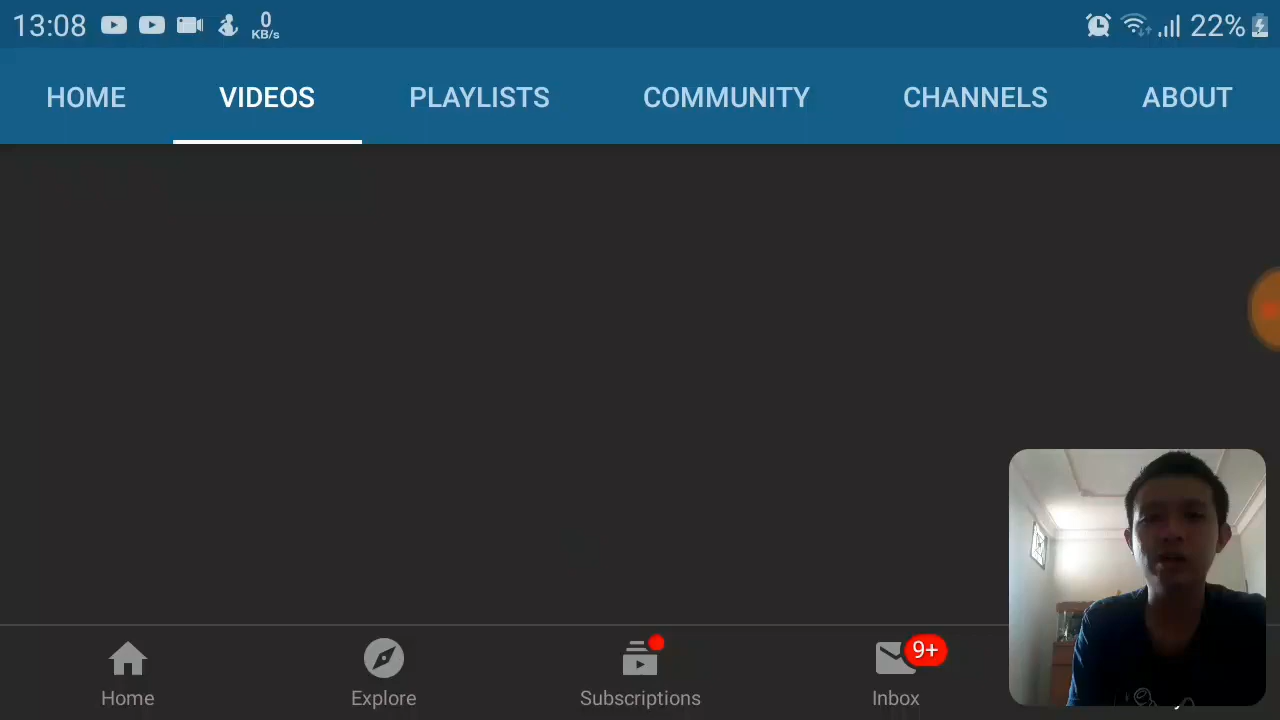 13:08 0 KB/s 22%
HOME VIDEOS PLAYLISTS COMMUNITY CHANNELS ABOUT
9+
Home Explore Subscriptions Inbox